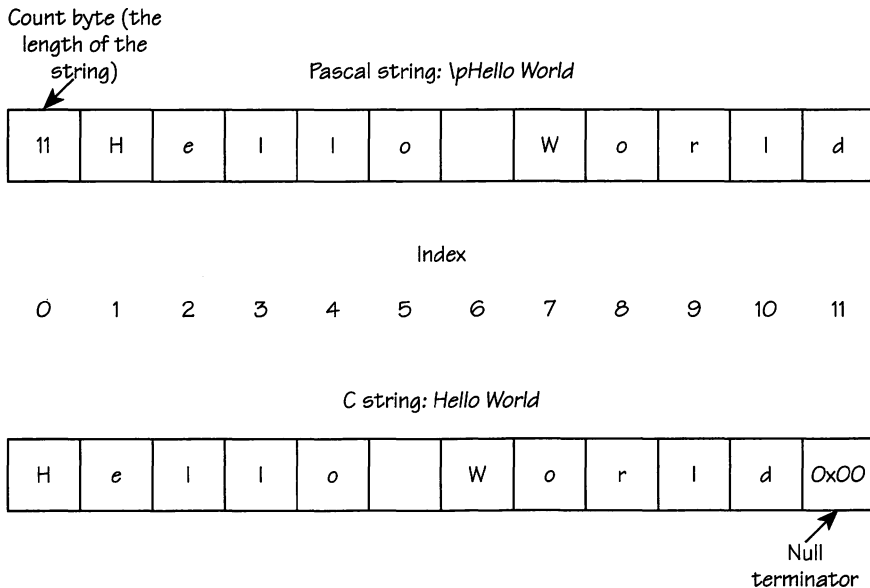 Count byte (the
length of the
string)
Pascal string: \pHello World
11 H e l l o W o r l d
Index
0 1 2 3 4 5 6 7 8 9 10 11
C string: Hello World
H e l l o W o r l d 0x00
Null
terminator